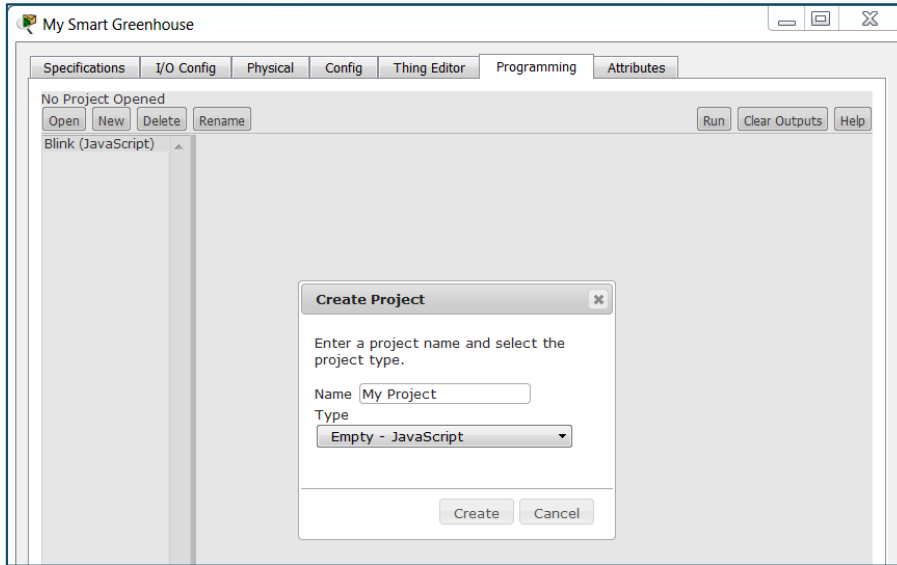 My Smart Greenhouse
Specifications I/O Config Physical Config Thing Editor Programming Attributes
No Project Opened
Open New Delete Rename Run Clear Outputs Help
Blink (JavaScript)
Create Project
Enter a project name and select the
project type.
Name My Project
Type
Empty - JavaScript
Create Cancel